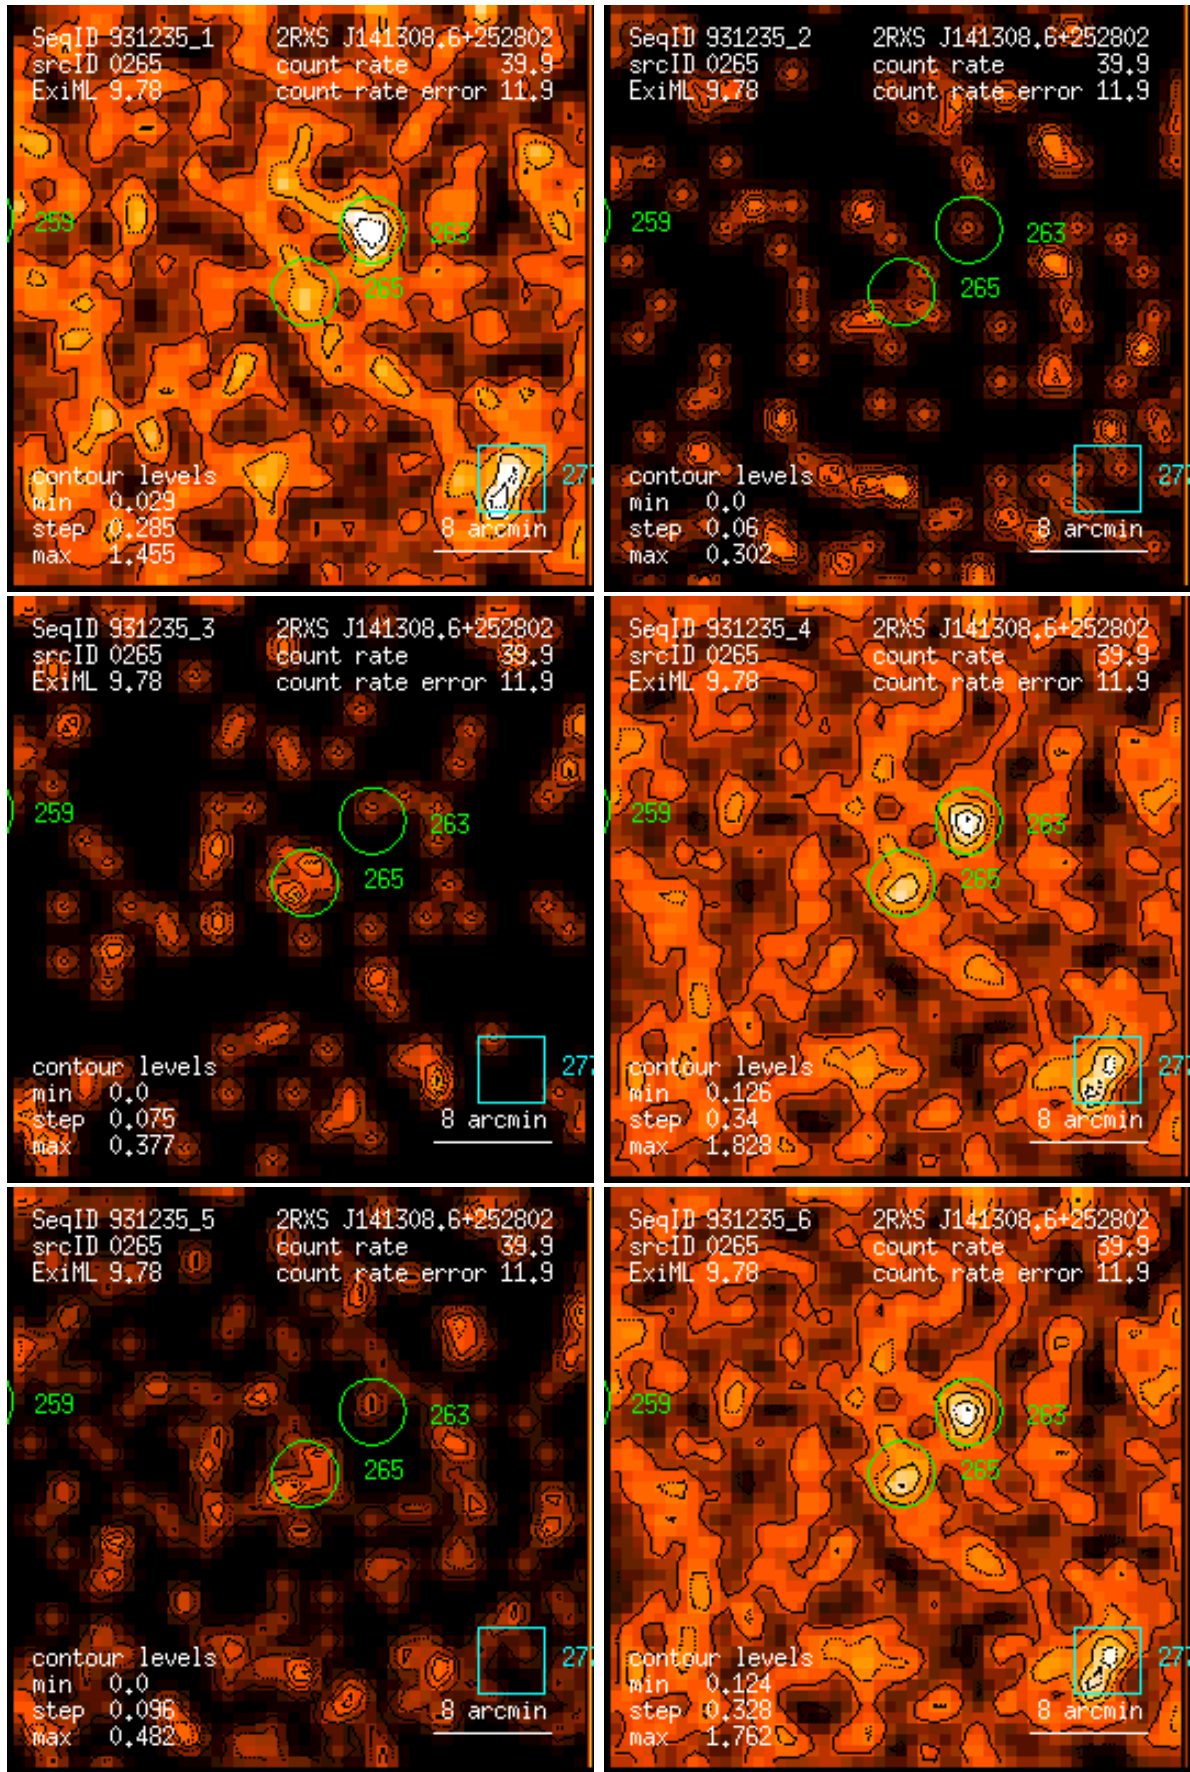 SeqID 931235_1 2RXS J141308.6+252802
srcID 0265 count rate 39.9
ExiML 9.78 count rate error 11.9
259 263
265
contour levels
min 0.029 277
step 0.285 8 arcmin
max 1.455
SeqID 931235_2 2RXS J141308.6+252802
srcID 0265 count rate 39.9
ExiML 9.78 count rate error 11.9
259 263
265
contour levels
min 0.0 277
step 0.06 8 arcmin
max 0.302
SeqID 931235_3 2RXS J141308.6+252802
srcID 0265 count rate 39.9
ExiML 9.78 count rate error 11.9
259 263
265
contour levels
min 0.0 277
step 0.075 8 arcmin
max 0.377
SeqID 931235_4 2RXS J141308.6+252802
srcID 0265 count rate 39.9
ExiML 9.78 count rate error 11.9
259 263
265
contour levels
min 0.126 277
step 0.34 8 arcmin
max 1.828
SeqID 931235_5 2RXS J141308.6+252802
srcID 0265 count rate 39.9
ExiML 9.78 count rate error 11.9
259 263
265
contour levels
min 0.0 277
step 0.096 8 arcmin
max 0.482
SeqID 931235_6 2RXS J141308.6+252802
srcID 0265 count rate 39.9
ExiML 9.78 count rate error 11.9
259 263
265
contour levels
min 0.124 277
step 0.328 8 arcmin
max 1.762